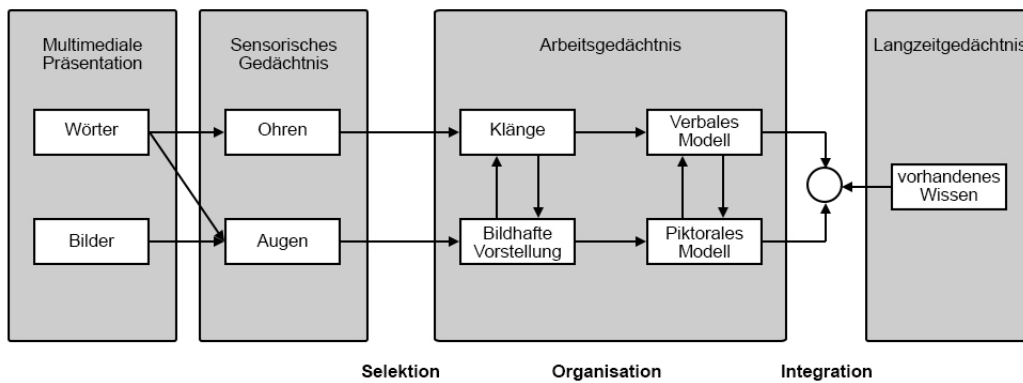 Multimediale
Präsentation
Sensorisches
Gedächtnis
Arbeitsgedächtnis
Langzeitgedächtnis
Wörter
Ohren
Klänge
Verbales
Modell
vorhandenes
Wissen
Bilder
Augen
Bildhafte
Vorstellung
Piktorales
Modell
Selektion
Organisation
Integration